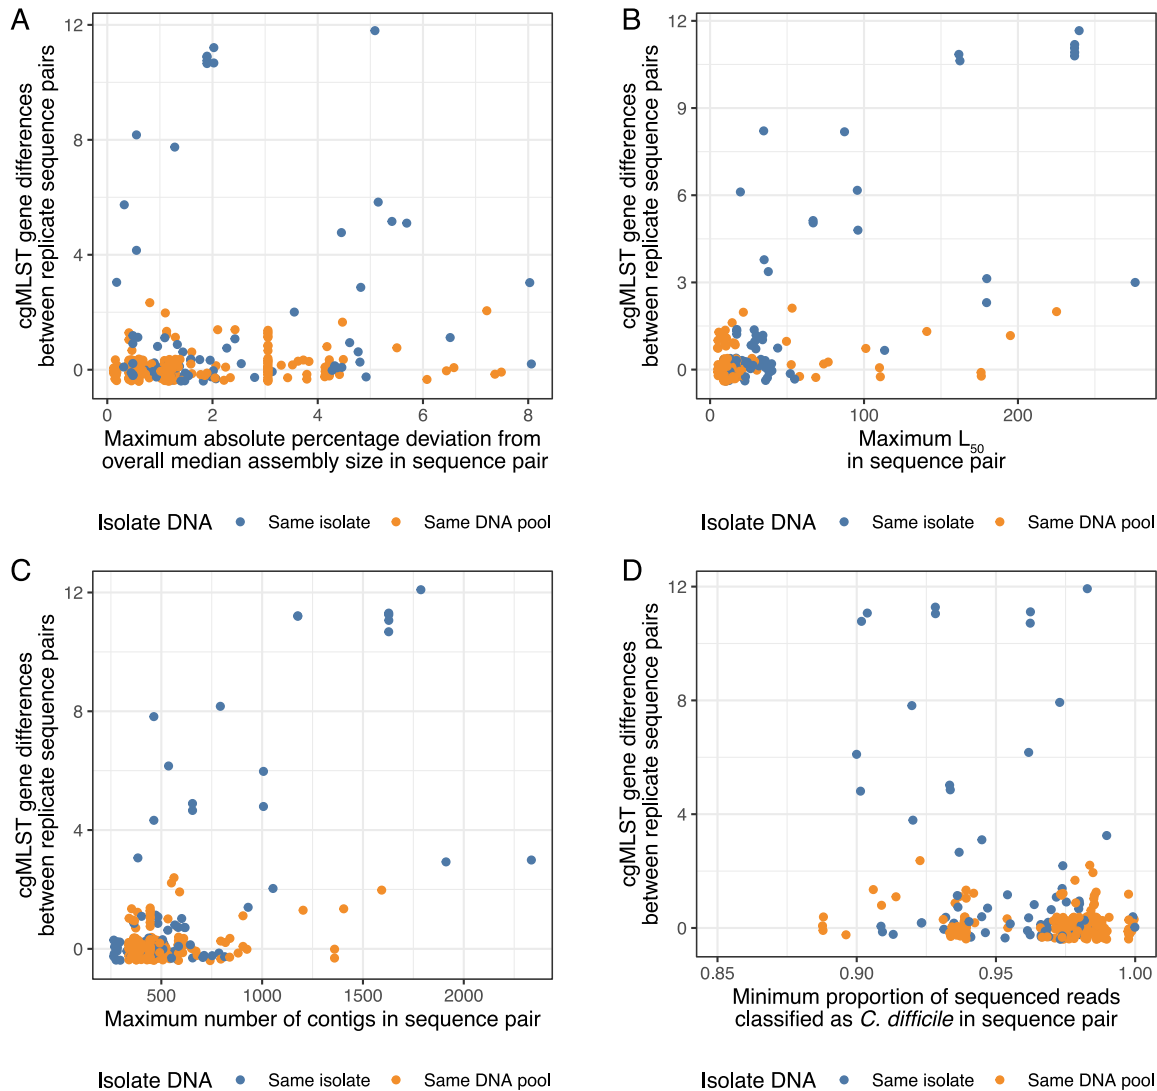 A
cgMLST gene differences
between replicate sequence pairs
12
8
4
0
0
2
4
6
8
Maximum absolute percentage deviation from
overall median assembly size in sequence pair
Isolate DNA Same isolate Same DNA pool
B
cgMLST gene differences
between replicate sequence pairs
12
9
6
3
0
0
100
200
Maximum L50
in sequence pair
Isolate DNA Same isolate Same DNA pool
C
cgMLST gene differences
between replicate sequence pairs
12
8
4
0
500
1000
1500
2000
Maximum number of contigs in sequence pair
Isolate DNA Same isolate Same DNA pool
D
cgMLST gene differences
between replicate sequence pairs
12
8
4
0
0.85
0.90
0.95
1.00
Minimum proportion of sequenced reads
classified as C. difficile in sequence pair
Isolate DNA Same isolate Same DNA pool